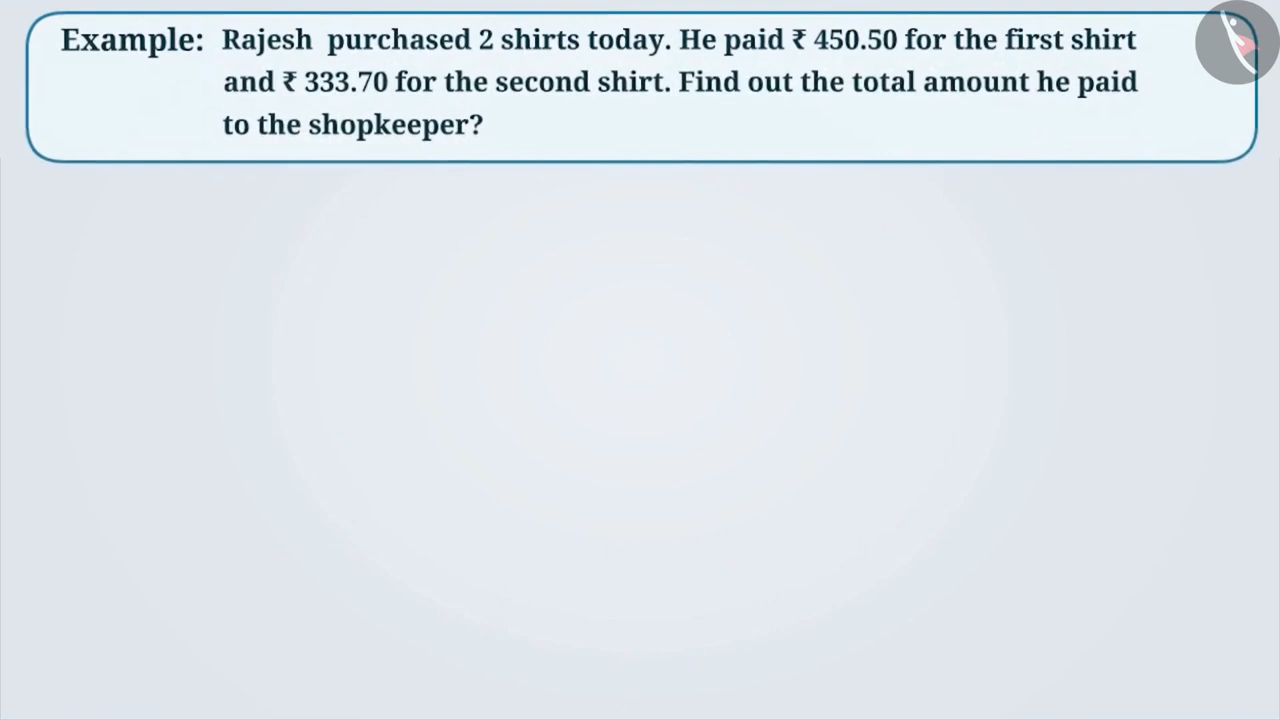 Example: Rajesh purchased 2 shirts today. He paid ₹ 450.50 for the first shirt
and ₹ 333.70 for the second shirt. Find out the total amount he paid
to the shopkeeper?